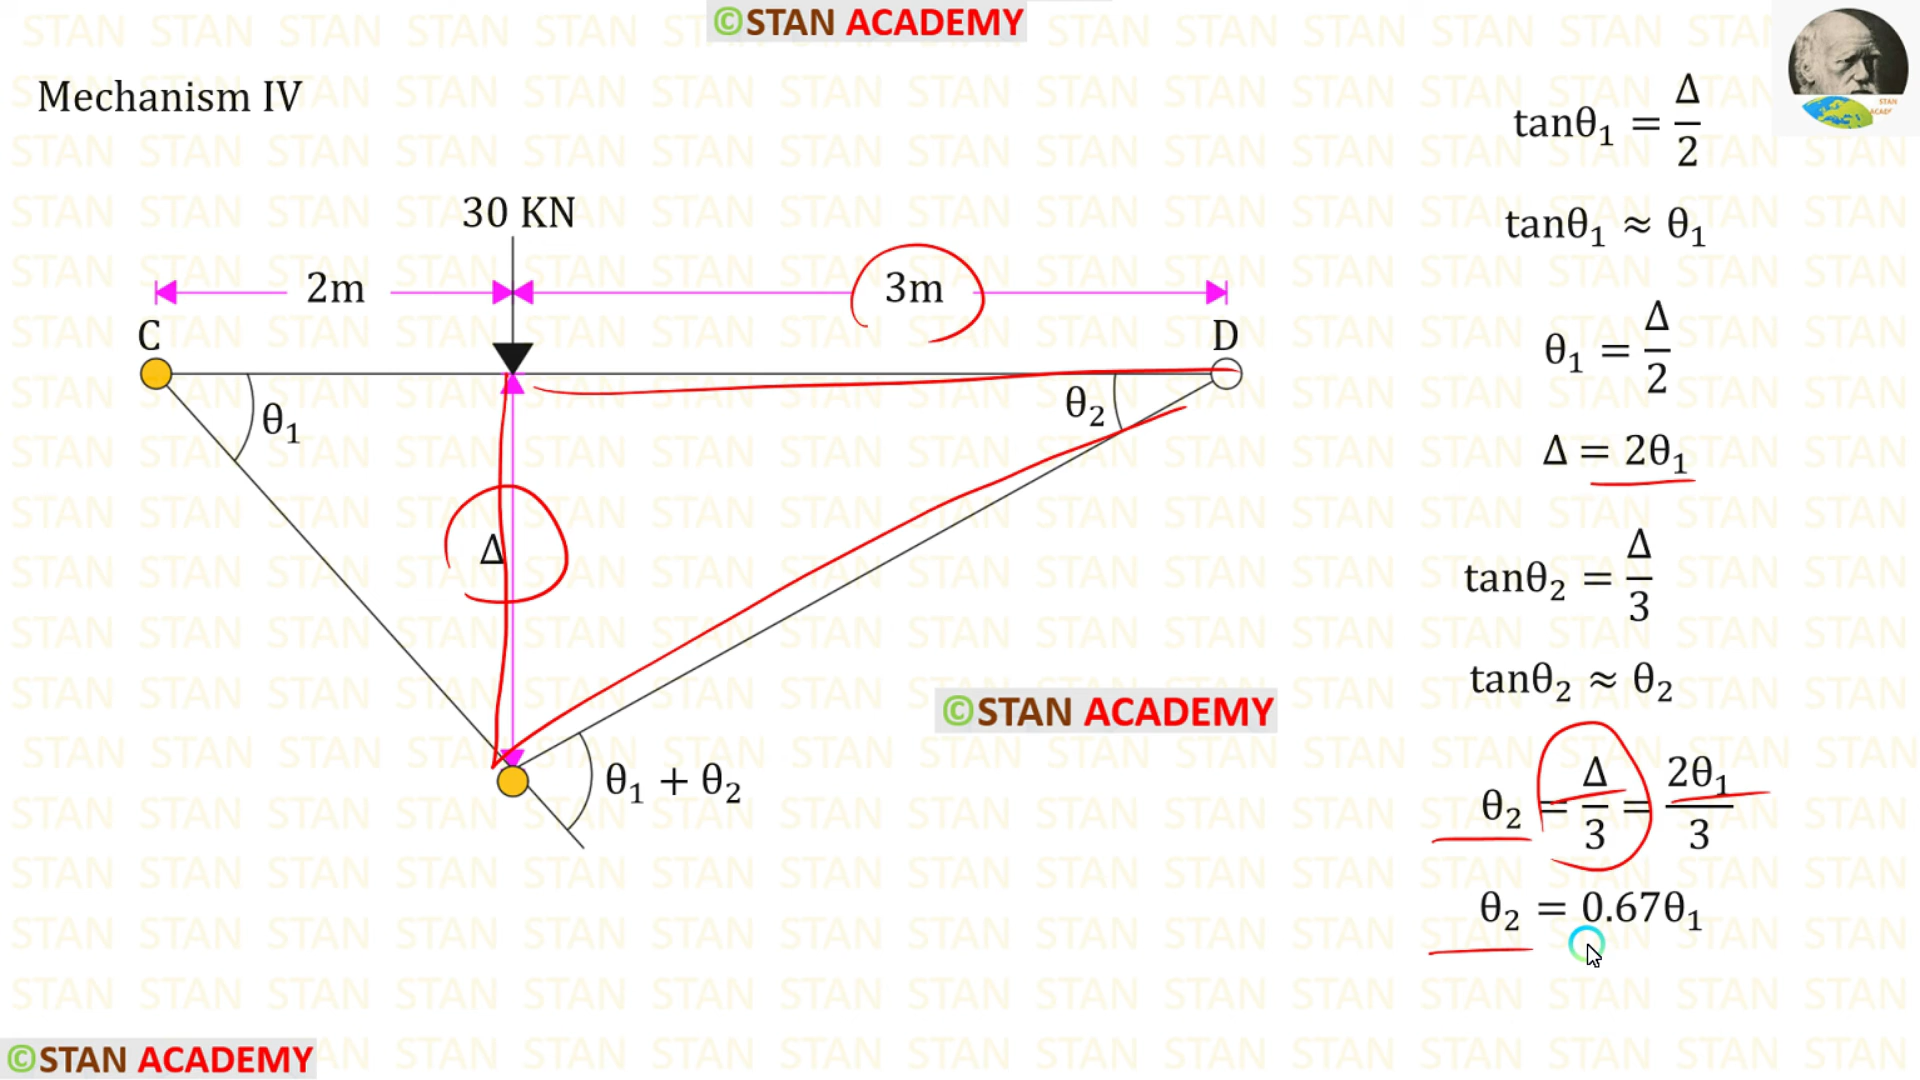 ©STAN ACADEMY
Mechanism IV
30 KN
2m
3m
C
D
θ₁
θ₂
Δ
θ₁ + θ₂
tanθ₁ = Δ/2
tanθ₁ ≈ θ₁
θ₁ = Δ/2
Δ = 2θ₁
tanθ₂ = Δ/3
tanθ₂ ≈ θ₂
θ₂ = Δ/3 = 2θ₁/3
θ₂ = 0.67θ₁
©STAN ACADEMY
©STAN ACADEMY